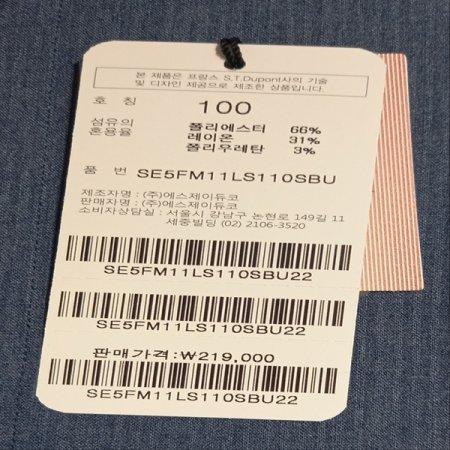 본 제품은 프랑스 S.T.Dupont사의 기술
및 디자인 제공으로 제조한 상품입니다.
호 칭 100
섬유의 폴리에스터 66%
혼용율 레이온 31%
폴리우레탄 3%
품 번 SE5FM11LS110SBU
제조자명 : (주)에스제이듀코
판매자명 : (주)에스제이듀코
소비자상담실 : 서울시 강남구 논현로 149길 11
세중빌딩 (02) 2106-3520
SE5FM11LS110SBU22
SE5FM11LS110SBU22
판매가격:₩219,000
SE5FM11LS110SBU22